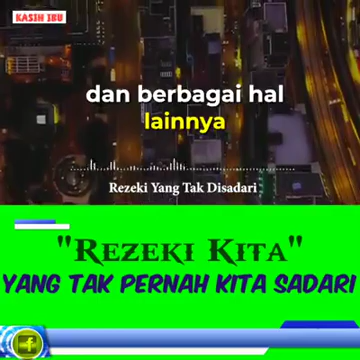 KASIH IBU
dan berbagai hal
lainnya
Rezeki Yang Tak Disadari
"REZEKI KITA"
YANG TAK PERNAH KITA SADARI
f